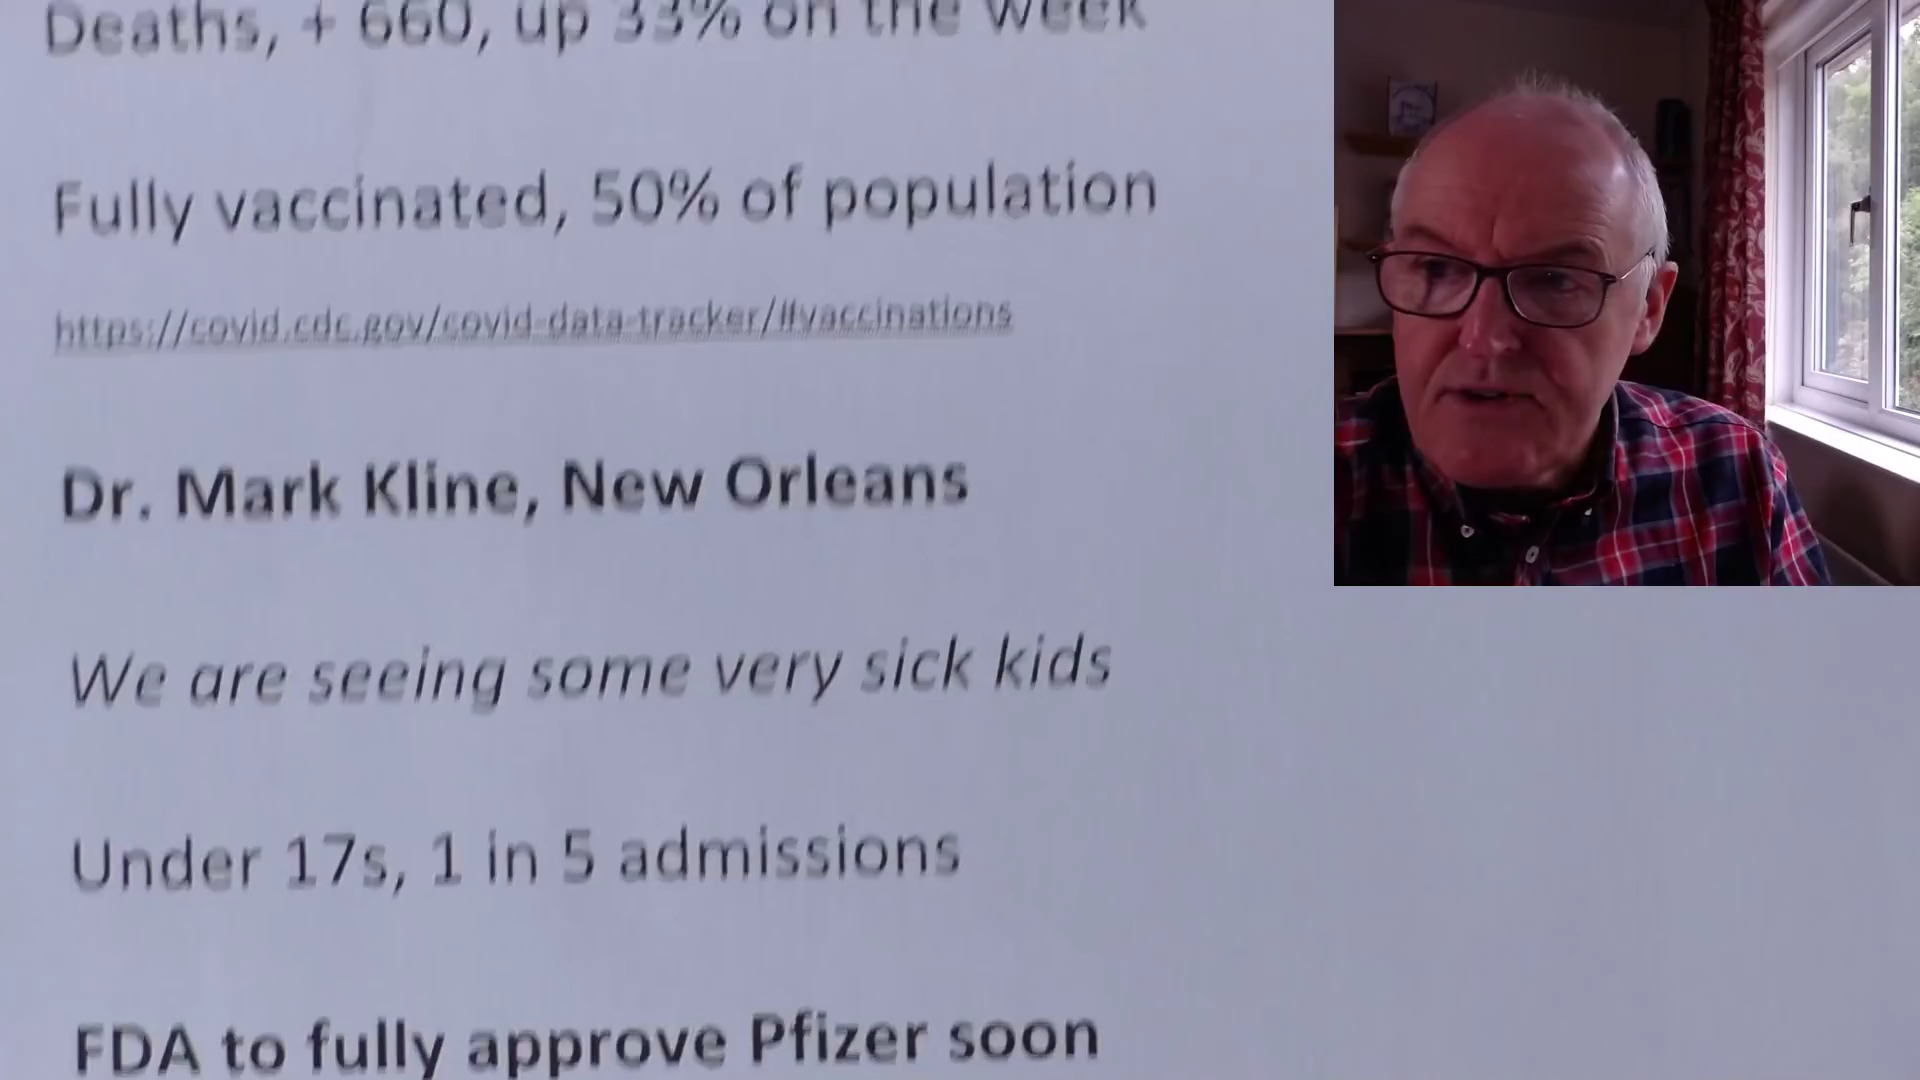 Deaths, + 660, up 33% on the week
Fully vaccinated, 50% of population
https://covid.cdc.gov/covid-data-tracker/#vaccinations
Dr. Mark Kline, New Orleans
We are seeing some very sick kids
Under 17s, 1 in 5 admissions
FDA to fully approve Pfizer soon